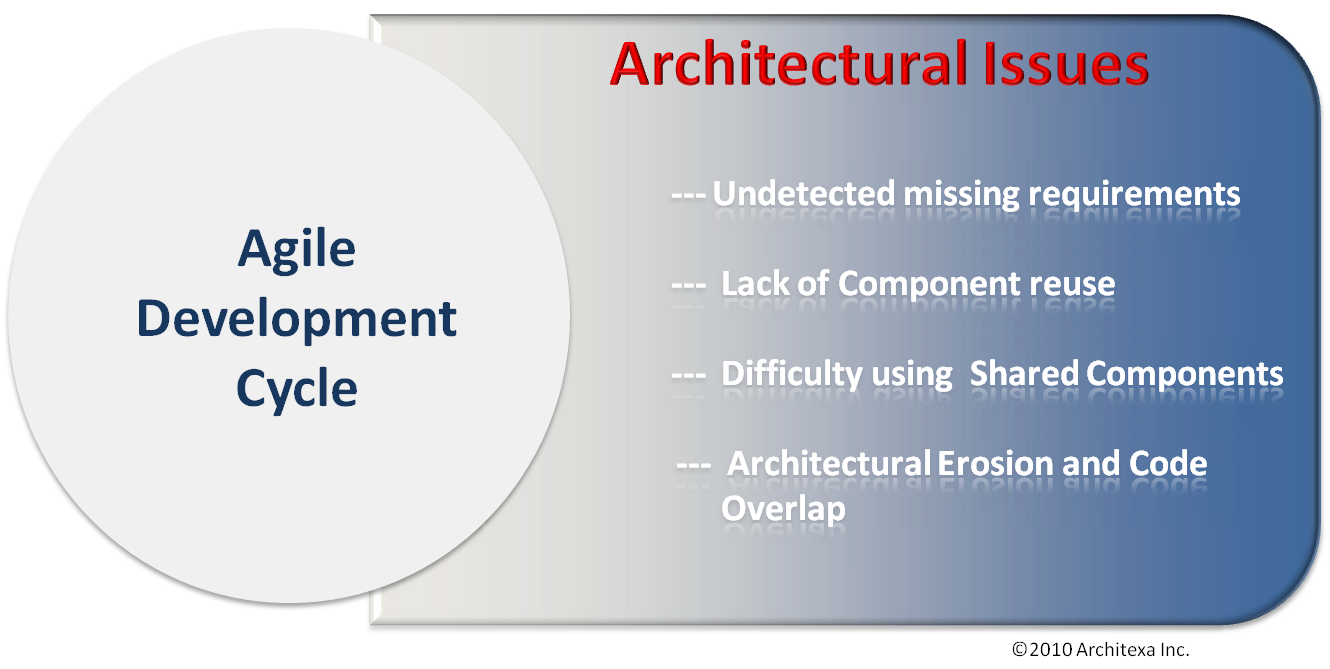 Architectural Issues
Agile
Development
Cycle
--- Undetected missing requirements
--- Lack of Component reuse
--- Difficulty using Shared Components
--- Architectural Erosion and Code
Overlap
©2010 Architexa Inc.